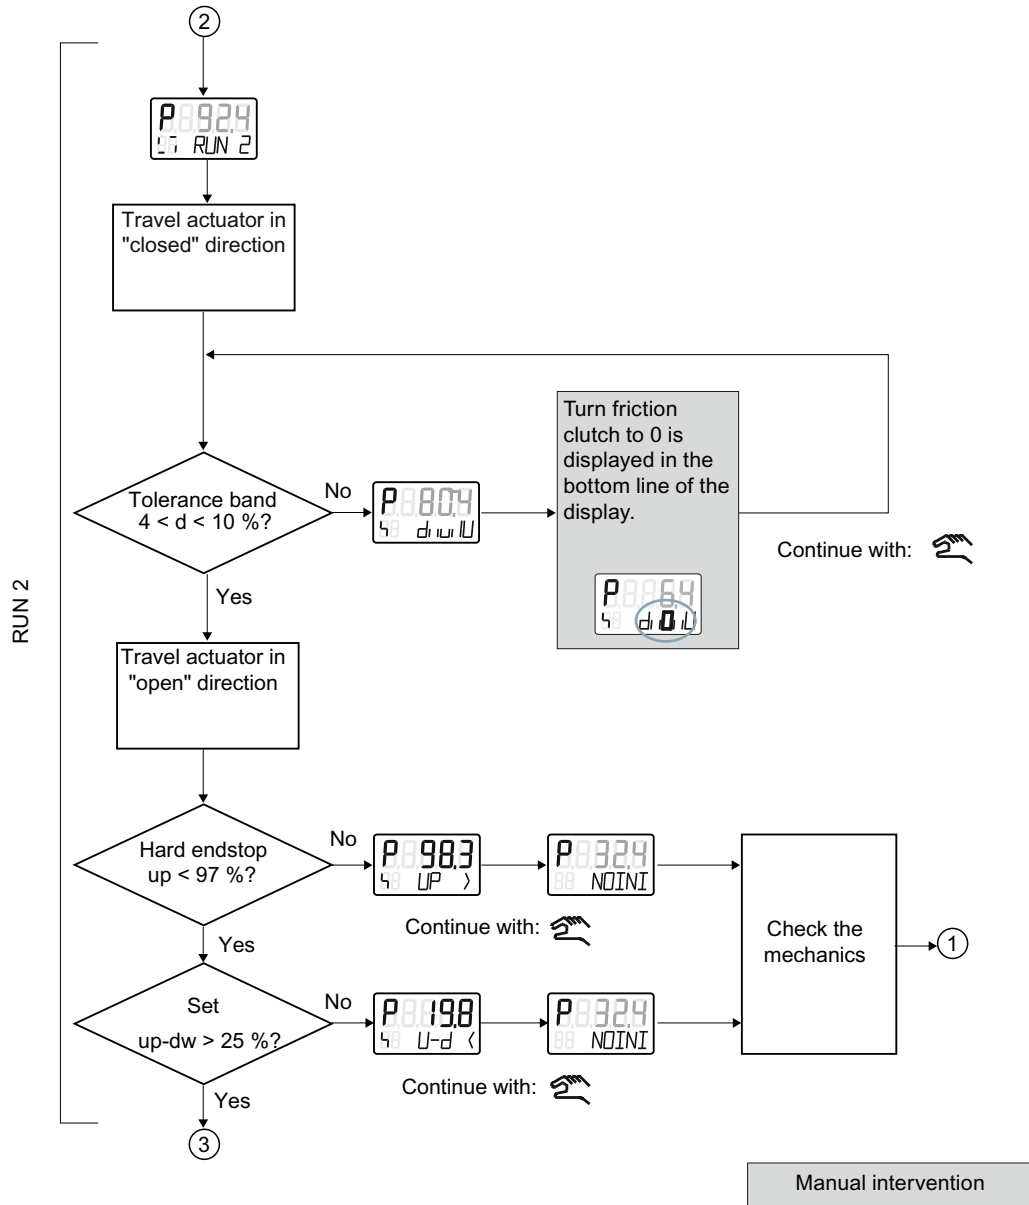 2
P 92.4
RUN 2
Travel actuator in
"closed" direction
Tolerance band
4 < d < 10 %?
No
P 80.4
Turn friction
clutch to 0 is
displayed in the
bottom line of the
display.
P 6.4
Continue with:
Yes
RUN 2
Travel actuator in
"open" direction
Hard endstop
up < 97 %?
No
P 98.3
UP >
P 32.4
NOINI
Continue with:
Check the
mechanics
1
Yes
Set
up-dw > 25 %?
No
P 19.8
U-d <
P 32.4
NOINI
Continue with:
Yes
3
Manual intervention